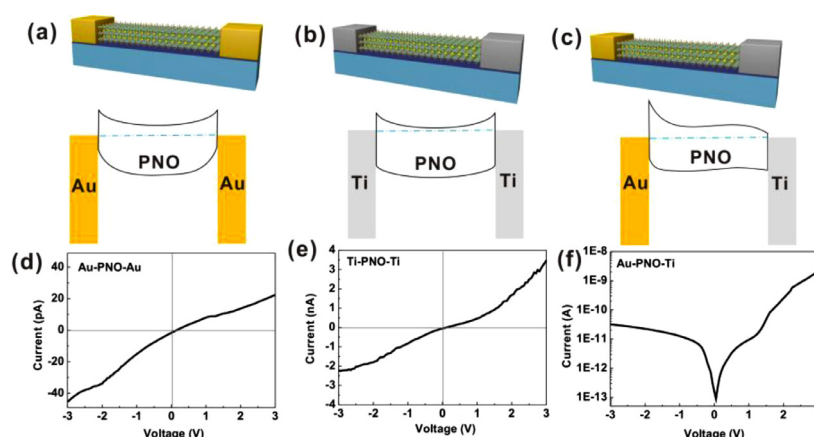 (a)
(b)
(c)
PNO
Au
Au
PNO
Ti
Ti
PNO
Au
Ti
(d)
Au-PNO-Au
40
20
0
-20
-40
Current (pA)
-3 -2 -1 0 1 2 3
Voltage (V)
(e)
Ti-PNO-Ti
4
3
2
1
0
-1
-2
-3
-4
Current (nA)
-3 -2 -1 0 1 2 3
Voltage (V)
(f)
Au-PNO-Ti
1E-8
1E-9
1E-10
1E-11
1E-12
1E-13
Current (A)
-3 -2 -1 0 1 2 3
Voltage (V)